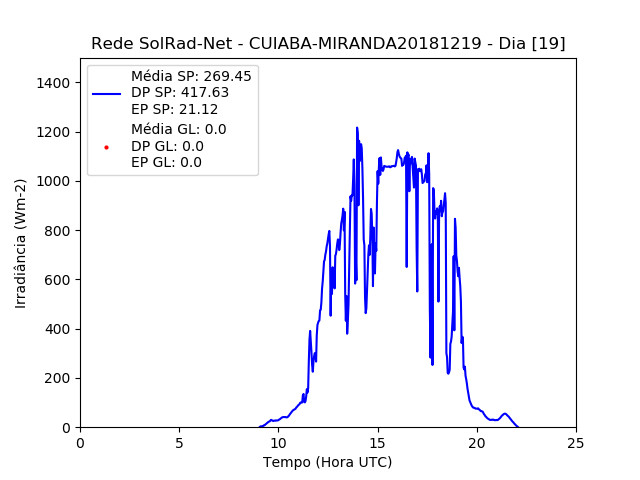 Rede SolRad-Net - CUIABA-MIRANDA20181219 - Dia [19]
Média SP: 269.45
DP SP: 417.63
EP SP: 21.12
Média GL: 0.0
DP GL: 0.0
EP GL: 0.0
Irradiância (Wm-2)
1400
1200
1000
800
600
400
200
0
0 5 10 15 20 25
Tempo (Hora UTC)